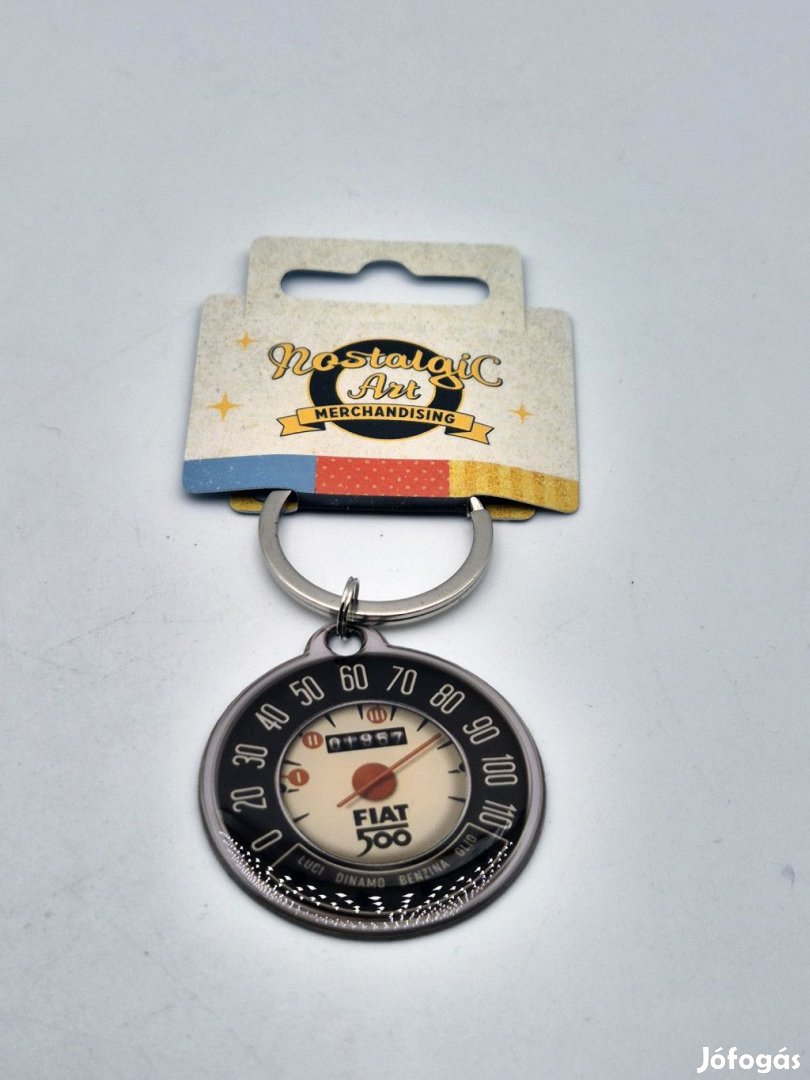 Nostalgic
Art
MERCHANDISING
0 20 30 40 50 60 70 80 90 100 110
I II III
01957
FIAT
500
LUCI DINAMO BENZINA OLIO
Jófogás